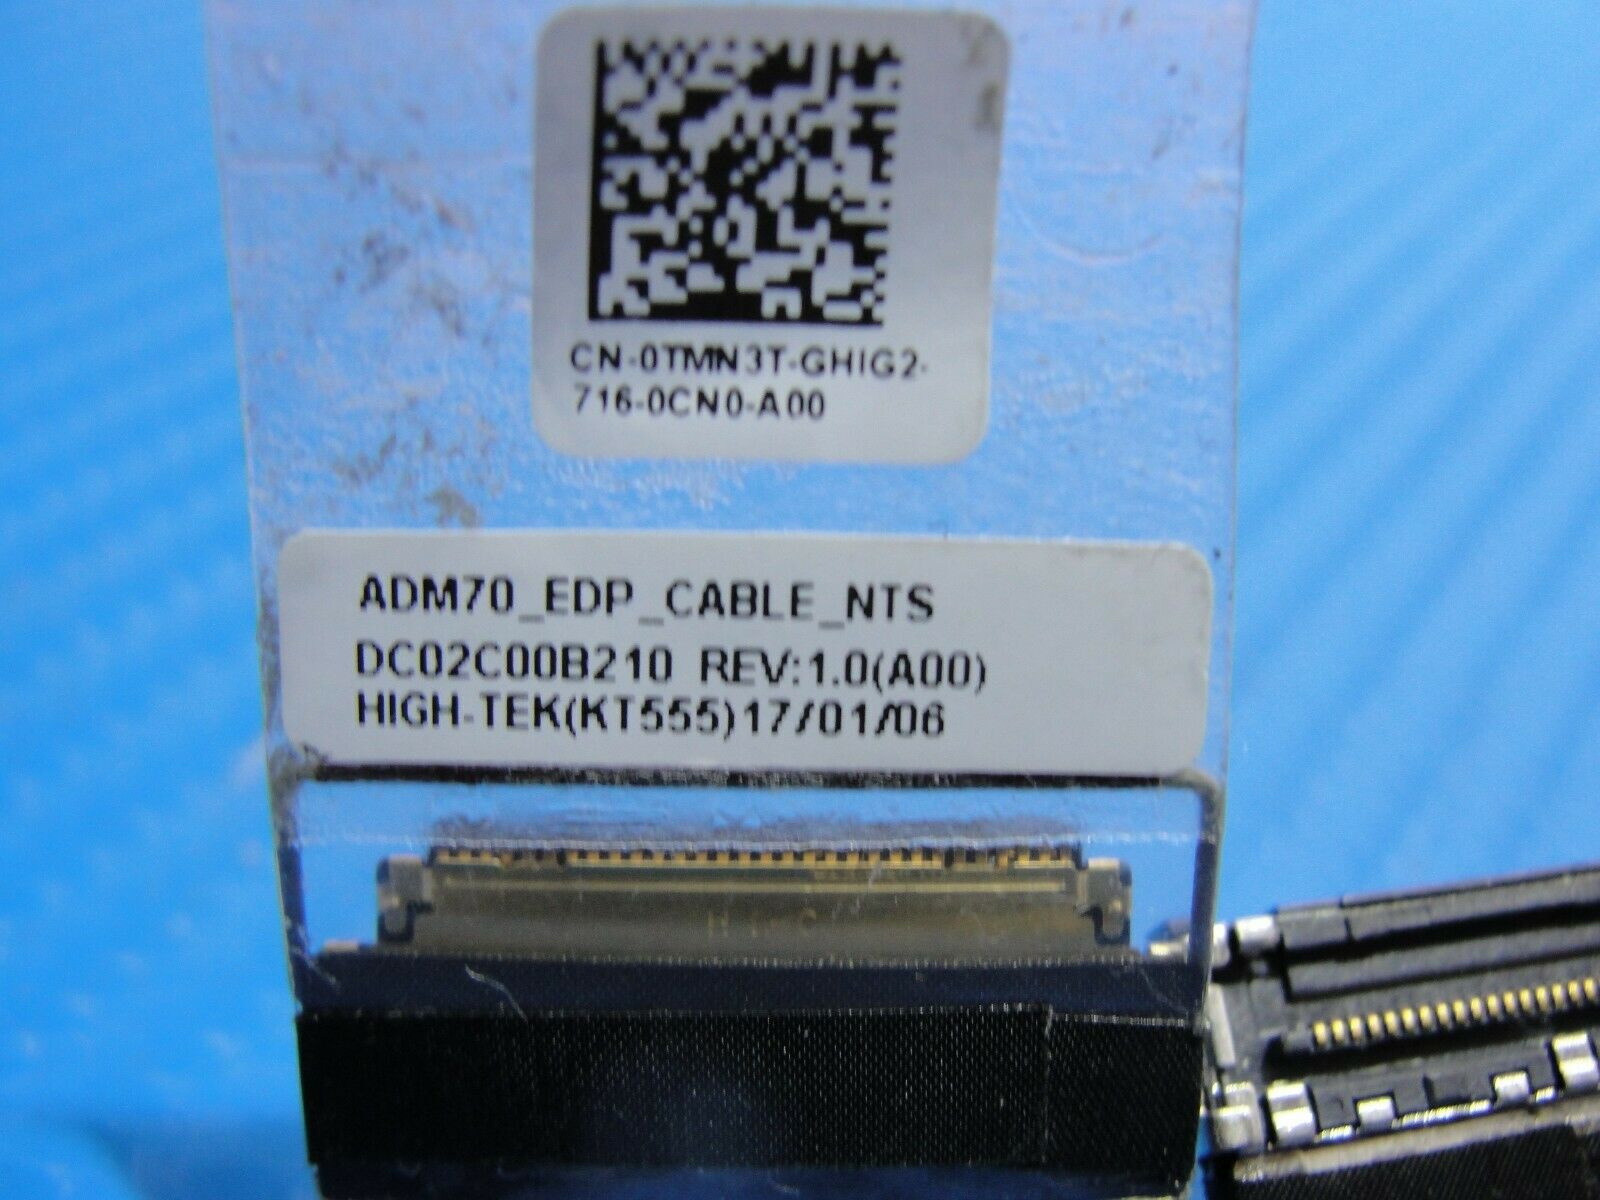 CN-0TMN3T-GHIG2-
716-0CN0-A00
ADM70_EDP_CABLE_NTS
DC02C00B210 REV:1.0(A00)
HIGH-TEK(KT555)17/01/06